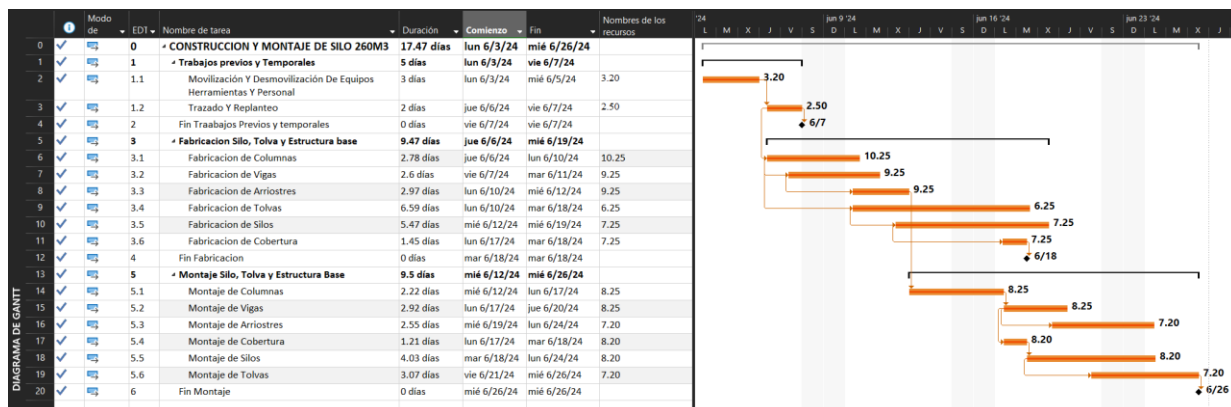 Modo de
EDT
Nombre de tarea
Duración
Comienzo
Fin
Nombres de los recursos
'24
jun 9 '24
jun 16 '24
jun 23 '24
L M X J V S D L M X J V S D L M X J V S D L M X J
0 0 CONSTRUCCION Y MONTAJE DE SILO 260M3 17.47 días lun 6/3/24 mié 6/26/24
1 1 Trabajos previos y Temporales 5 días lun 6/3/24 vie 6/7/24
2 1.1 Movilización Y Desmovilización De Equipos 3 días lun 6/3/24 mié 6/5/24 3.20 3.20
Herramientas Y Personal
3 1.2 Trazado Y Replanteo 2 días jue 6/6/24 vie 6/7/24 2.50 2.50
4 2 Fin Traabajos Previos y temporales 0 días vie 6/7/24 vie 6/7/24 6/7
5 3 Fabricacion Silo, Tolva y Estructura base 9.47 días jue 6/6/24 mié 6/19/24
6 3.1 Fabricacion de Columnas 2.78 días jue 6/6/24 lun 6/10/24 10.25 10.25
7 3.2 Fabricacion de Vigas 2.6 días vie 6/7/24 mar 6/11/24 9.25 9.25
8 3.3 Fabricacion de Arriostres 2.97 días lun 6/10/24 mié 6/12/24 9.25 9.25
9 3.4 Fabricacion de Tolvas 6.59 días lun 6/10/24 mar 6/18/24 6.25 6.25
10 3.5 Fabricacion de Silos 5.47 días mié 6/12/24 mié 6/19/24 7.25 7.25
11 3.6 Fabricacion de Cobertura 1.45 días lun 6/17/24 mar 6/18/24 7.25 7.25
12 4 Fin Fabricacion 0 días mar 6/18/24 mar 6/18/24 6/18
13 5 Montaje Silo, Tolva y Estructura Base 9.5 días mié 6/12/24 mié 6/26/24
14 5.1 Montaje de Columnas 2.22 días mié 6/12/24 lun 6/17/24 8.25 8.25
15 5.2 Montaje de Vigas 2.92 días lun 6/17/24 jue 6/20/24 8.25 8.25
16 5.3 Montaje de Arriostres 2.55 días mié 6/19/24 lun 6/24/24 7.20 7.20
17 5.4 Montaje de Cobertura 1.21 días lun 6/17/24 mar 6/18/24 8.20 8.20
18 5.5 Montaje de Silos 4.03 días mar 6/18/24 lun 6/24/24 8.20 8.20
19 5.6 Montaje de Tolvas 3.07 días vie 6/21/24 mié 6/26/24 7.20 7.20
20 6 Fin Montaje 0 días mié 6/26/24 mié 6/26/24 6/26
DIAGRAMA DE GANTT